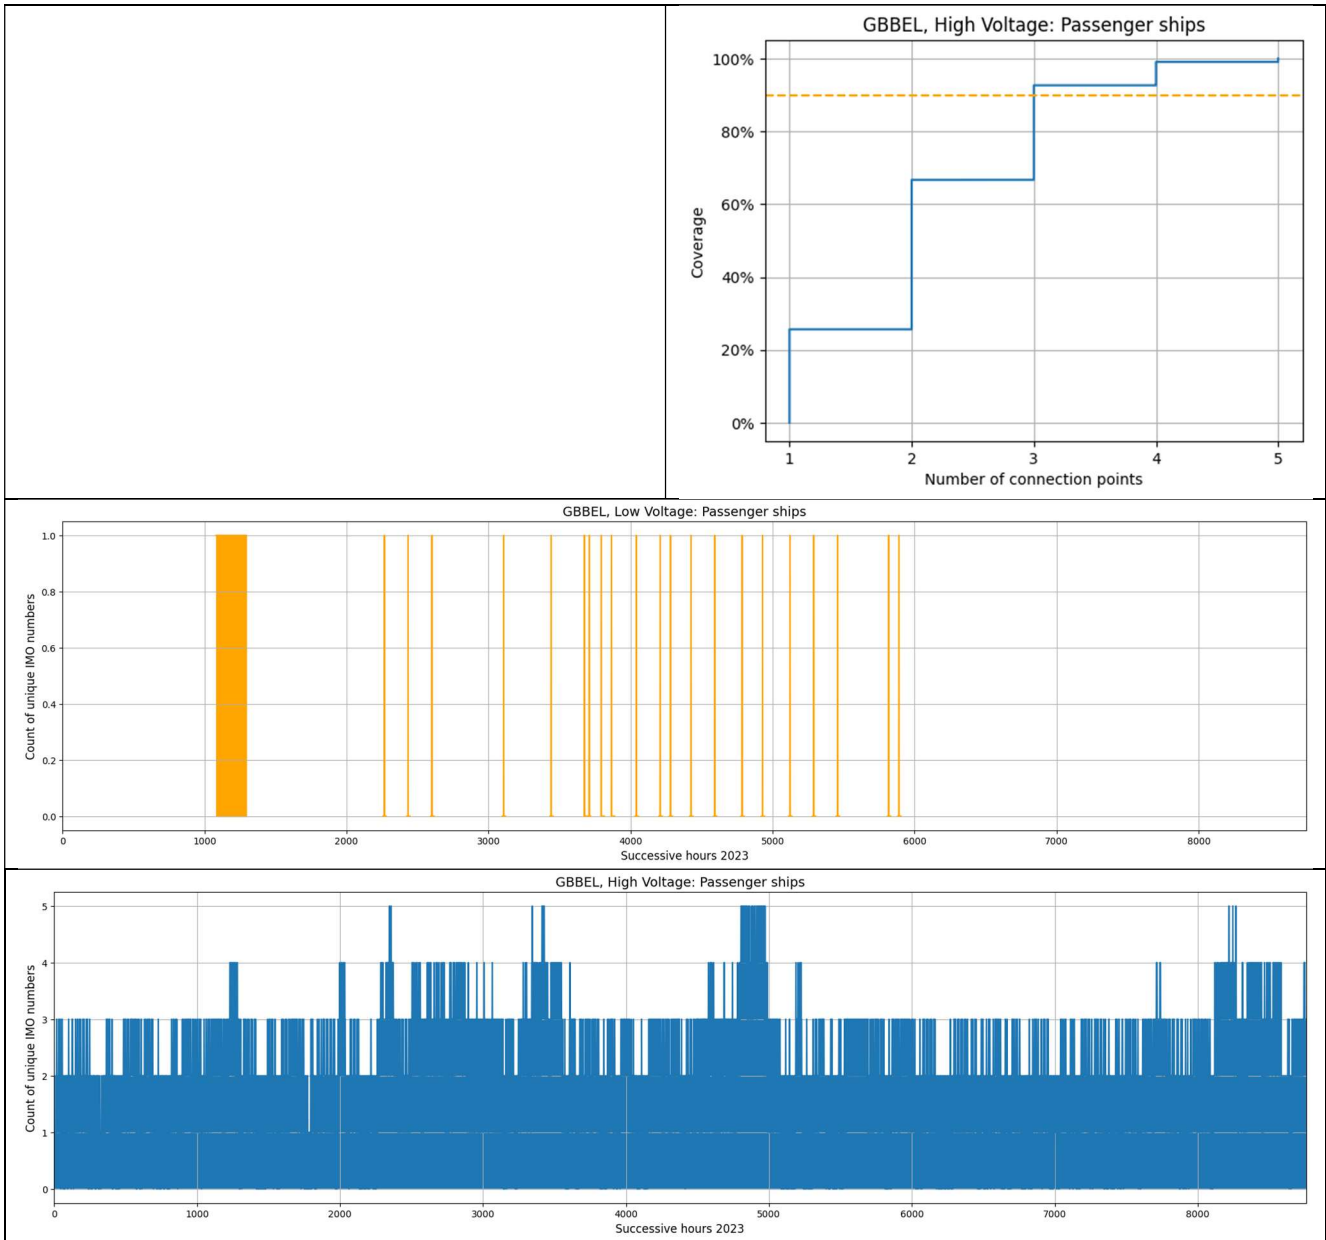 GBBEL, High Voltage: Passenger ships
100%
80%
60%
40%
20%
0%
Coverage
1 2 3 4 5
Number of connection points
GBBEL, Low Voltage: Passenger ships
1.0
0.8
0.6
0.4
0.2
0.0
Count of unique IMO numbers
0 1000 2000 3000 4000 5000 6000 7000 8000
Successive hours 2023
GBBEL, High Voltage: Passenger ships
5
4
3
2
1
0
Count of unique IMO numbers
0 1000 2000 3000 4000 5000 6000 7000 8000
Successive hours 2023